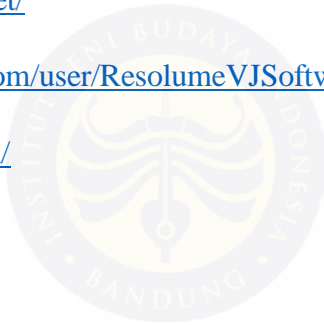 et/
om/user/ResolumeVJSoftw
/
INSTITUT SENI BUDAYA INDONESIA
BANDUNG